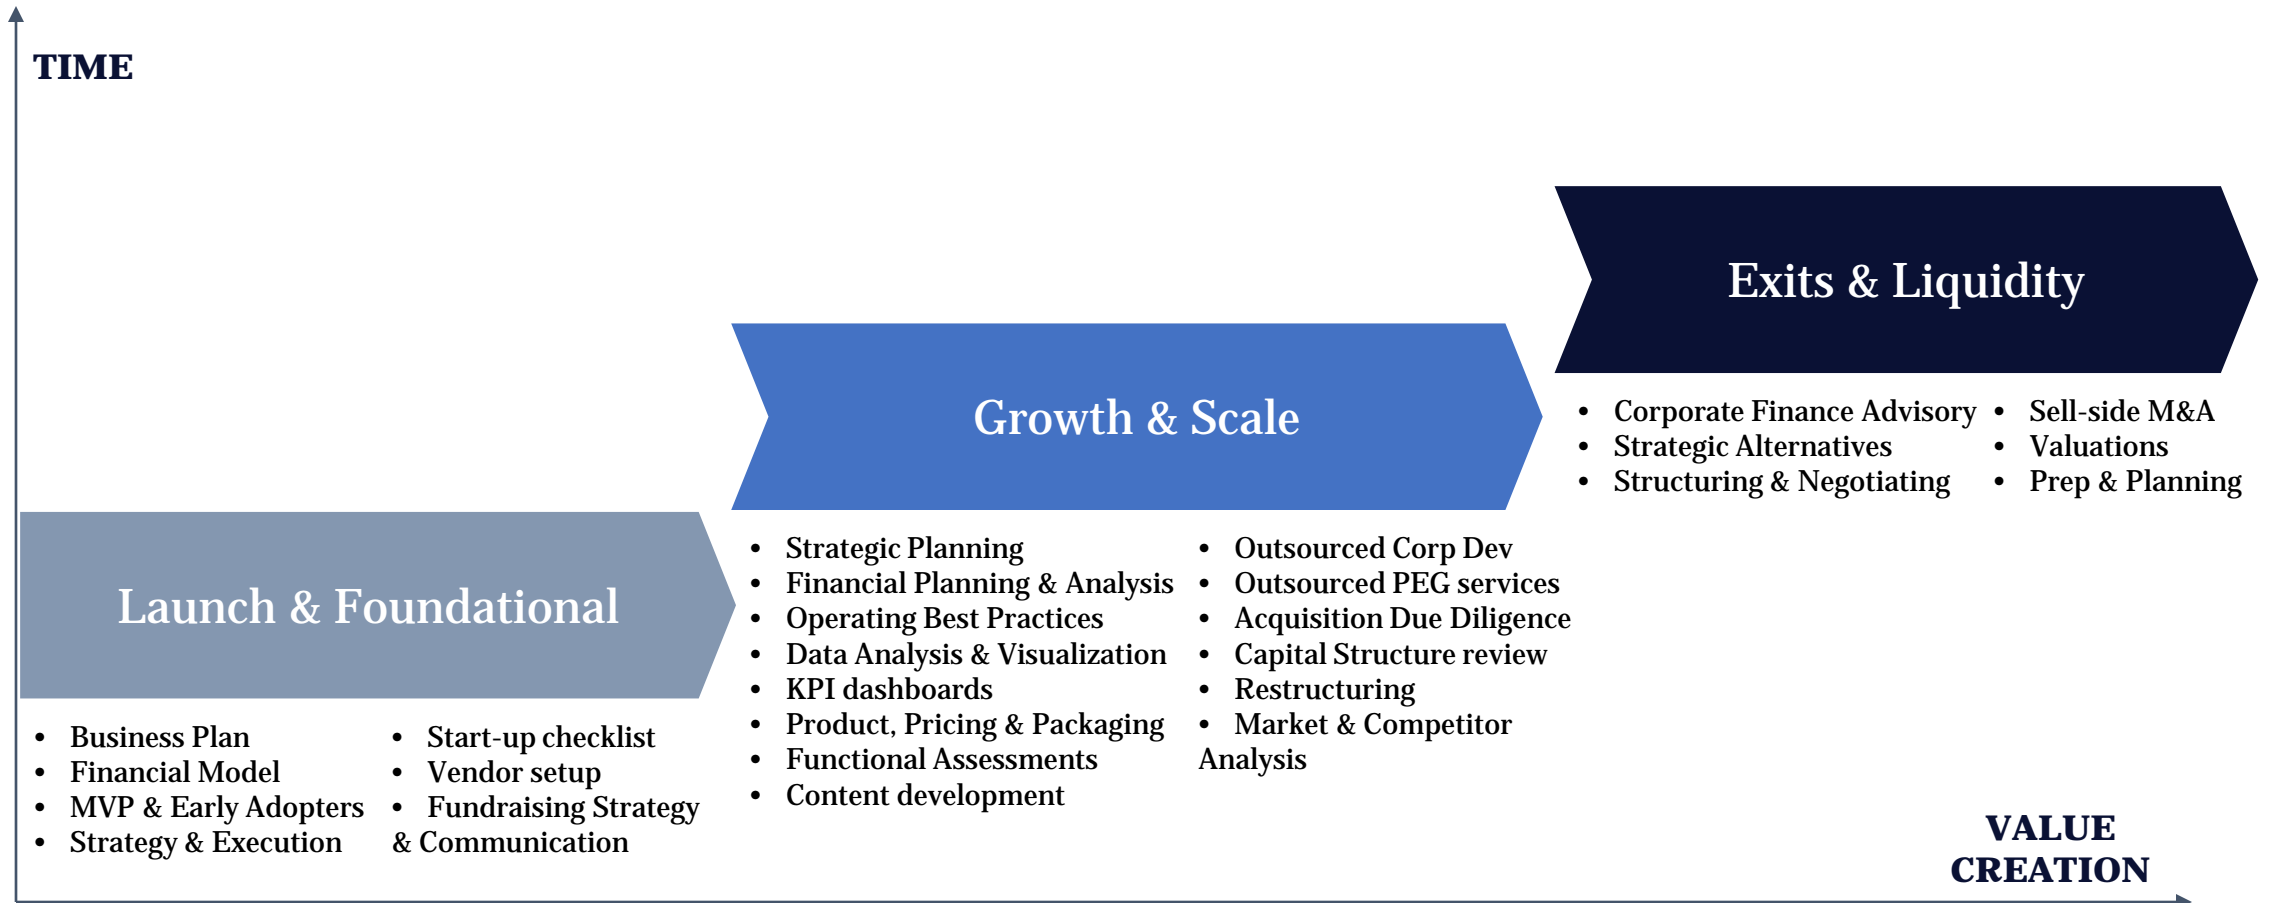 TIME
Exits & Liquidity
• Corporate Finance Advisory
• Strategic Alternatives
• Structuring & Negotiating
• Sell-side M&A
• Valuations
• Prep & Planning
Growth & Scale
• Strategic Planning
• Financial Planning & Analysis
• Operating Best Practices
• Data Analysis & Visualization
• KPI dashboards
• Product, Pricing & Packaging
• Functional Assessments
• Content development
• Outsourced Corp Dev
• Outsourced PEG services
• Acquisition Due Diligence
• Capital Structure review
• Restructuring
• Market & Competitor
Analysis
Launch & Foundational
• Business Plan
• Financial Model
• MVP & Early Adopters
• Strategy & Execution
• Start-up checklist
• Vendor setup
• Fundraising Strategy
& Communication
VALUE
CREATION